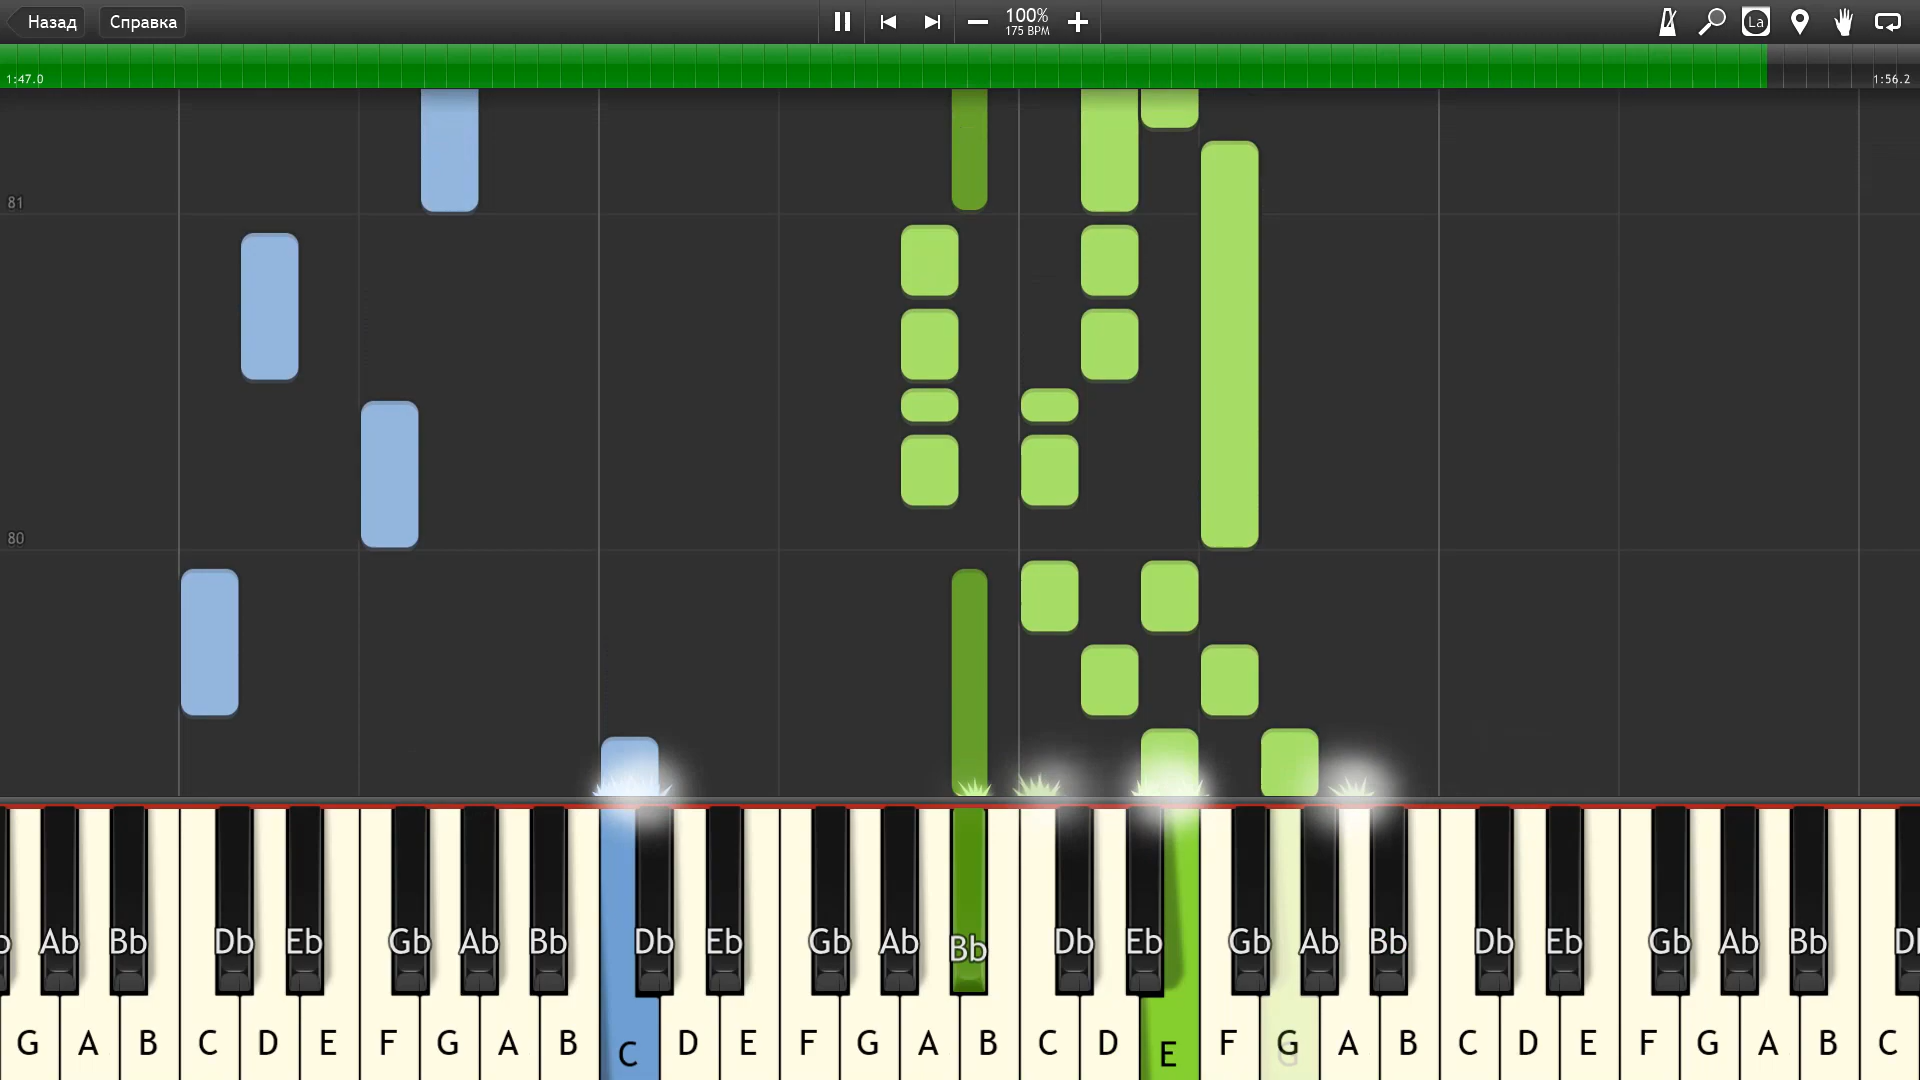 Назад Справка 100% La
175 BPM
1:47.0 1:56.2
81
80
Ab Bb Db Eb Gb Ab Bb Db Eb Gb Ab Bb Db Eb Gb Ab Bb Db Eb Gb Ab Bb
G A B C D E F G A B C D E F G A B C D E F G A B C D E F G A B C